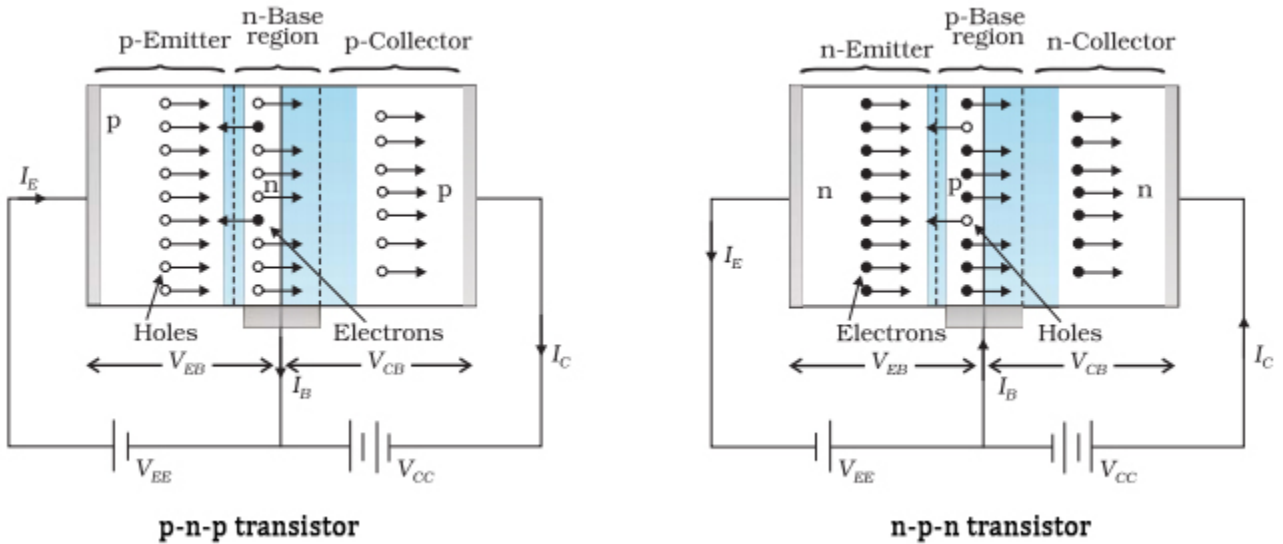 n-Base
region
p-Emitter
p-Collector
p
n
p
I_E
Holes
Electrons
V_EB
V_CB
I_B
I_C
V_EE
V_CC
p-n-p transistor
p-Base
region
n-Emitter
n-Collector
n
p
n
I_E
Electrons
Holes
V_EB
V_CB
I_B
I_C
V_EE
V_CC
n-p-n transistor